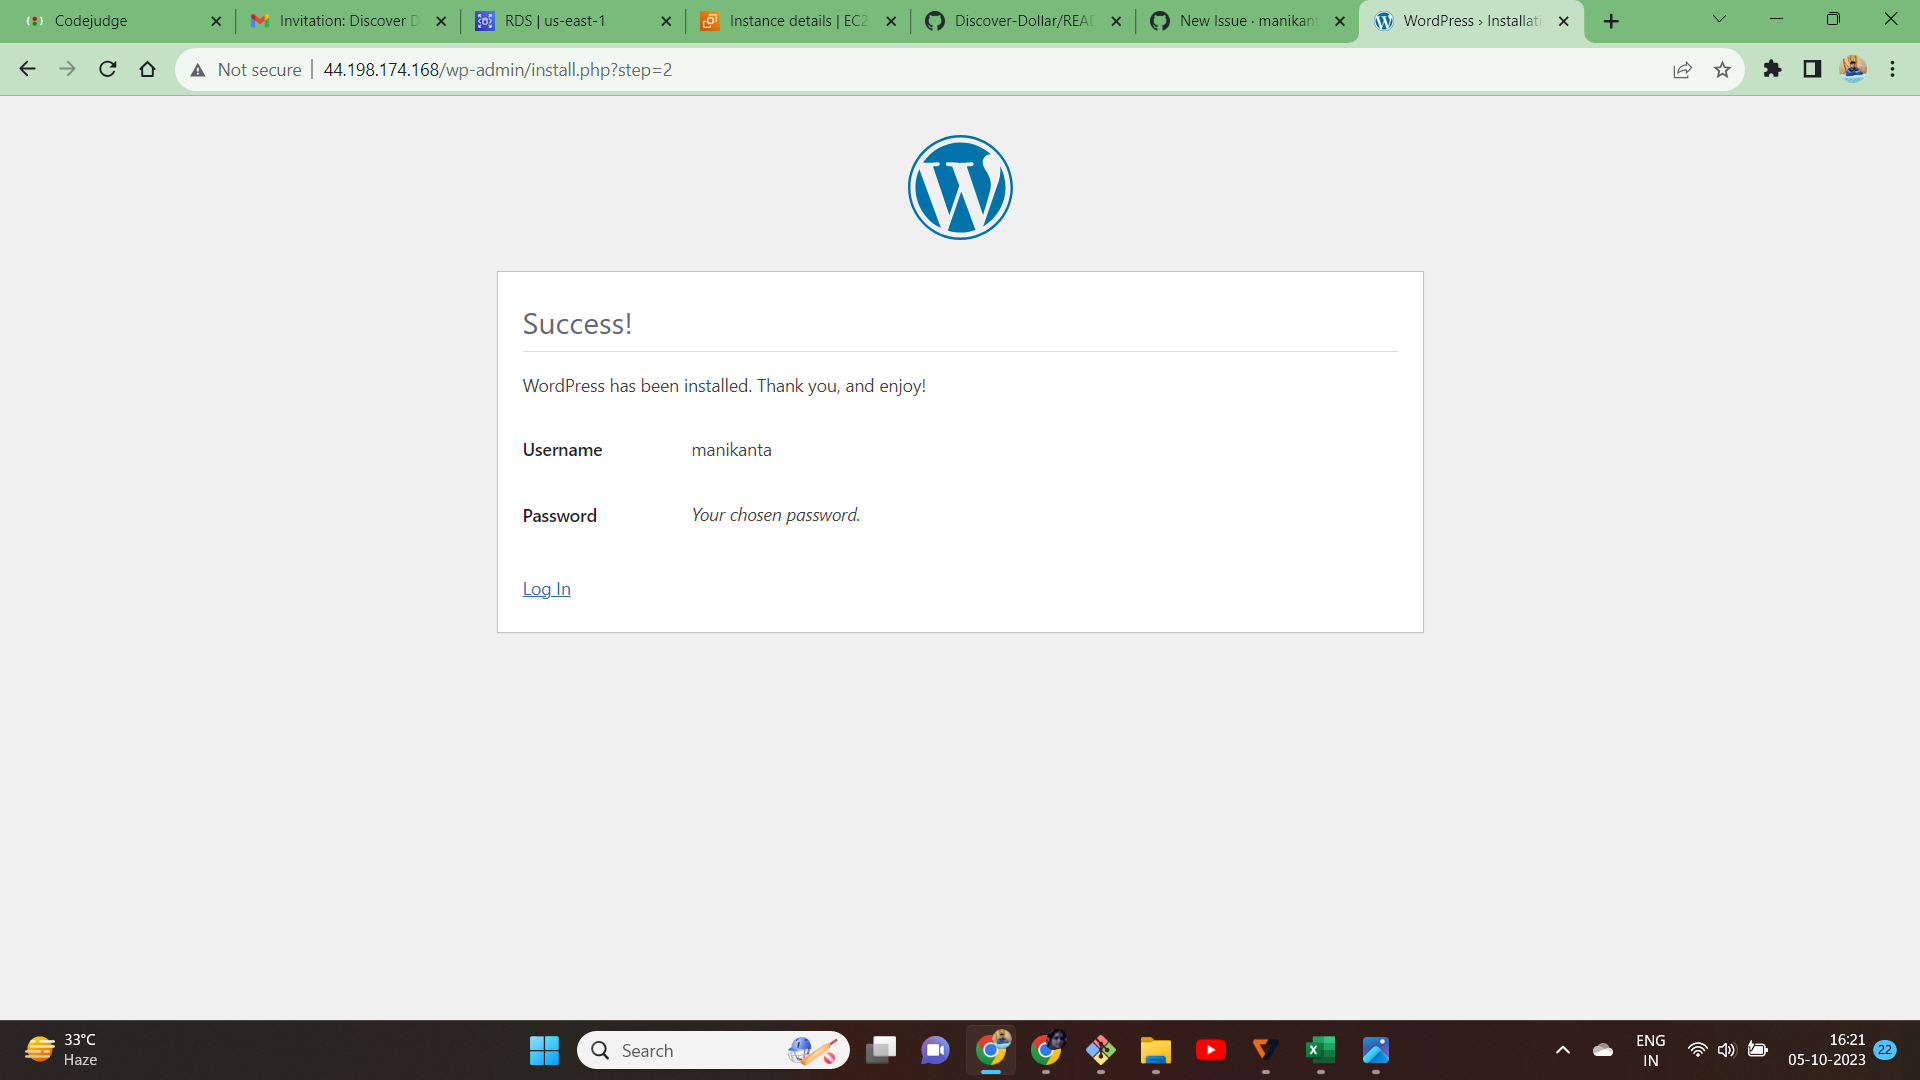 Codejudge
Invitation: Discover D
RDS | us-east-1
Instance details | EC2
Discover-Dollar/READ
New Issue · manikant
WordPress › Installati
Not secure
44.198.174.168/wp-admin/install.php?step=2
Success!
WordPress has been installed. Thank you, and enjoy!
Username manikanta
Password Your chosen password.
Log In
33°C
Haze
Search
ENG
IN
16:21
05-10-2023
22